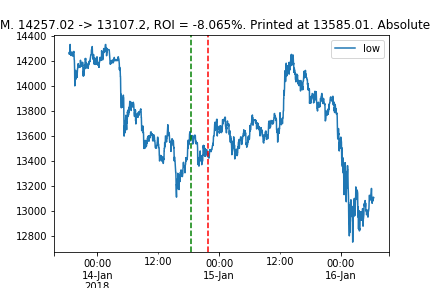 M. 14257.02 -> 13107.2, ROI = -8.065%. Printed at 13585.01. Absolute
14400
14200
14000
13800
13600
13400
13200
13000
12800
low
00:00 12:00 00:00 12:00 00:00
14-Jan 15-Jan 16-Jan
2018